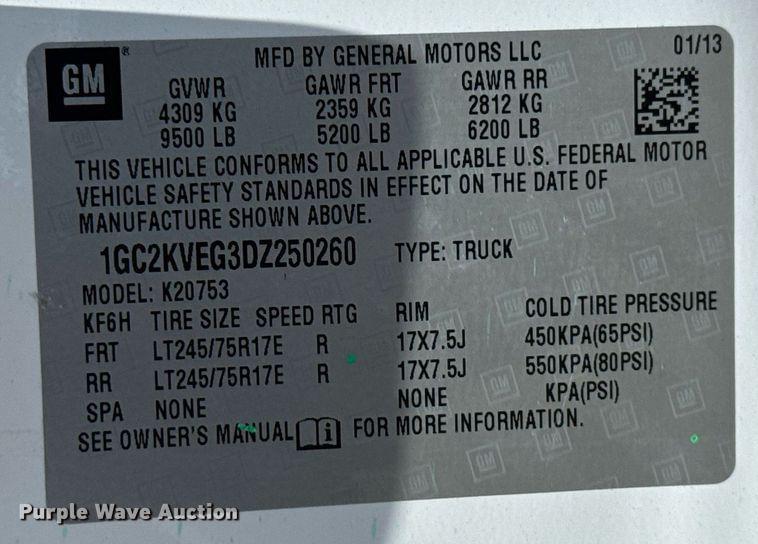 GM ®
MFD BY GENERAL MOTORS LLC 01/13
GVWR GAWR FRT GAWR RR
4309 KG 2359 KG 2812 KG
9500 LB 5200 LB 6200 LB
THIS VEHICLE CONFORMS TO ALL APPLICABLE U.S. FEDERAL MOTOR
VEHICLE SAFETY STANDARDS IN EFFECT ON THE DATE OF
MANUFACTURE SHOWN ABOVE.
1GC2KVEG3DZ250260 TYPE: TRUCK
MODEL: K20753
KF6H TIRE SIZE SPEED RTG RIM COLD TIRE PRESSURE
FRT LT245/75R17E R 17X7.5J 450KPA(65PSI)
RR LT245/75R17E R 17X7.5J 550KPA(80PSI)
SPA NONE NONE KPA(PSI)
SEE OWNER'S MANUAL i FOR MORE INFORMATION.
Purple Wave Auction